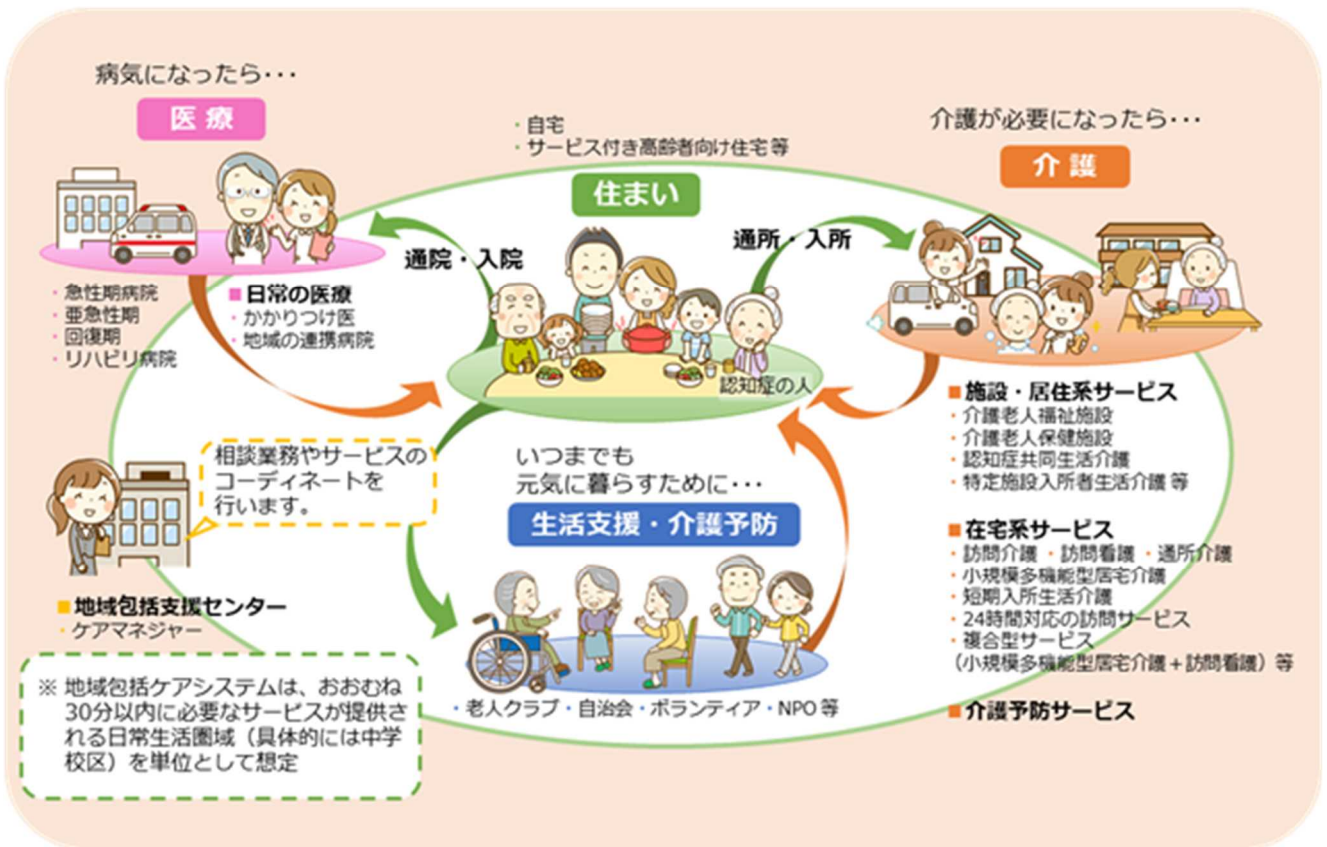 病気になったら・・・
医療
・急性期病院
・亜急性期
・回復期
・リハビリ病院
■日常の医療
・かかりつけ医
・地域の連携病院
・自宅
・サービス付き高齢者向け住宅等
住まい
通院・入院
通所・入所
認知症の人
介護が必要になったら・・・
介護
■施設・居住系サービス
・介護老人福祉施設
・介護老人保健施設
・認知症共同生活介護
・特定施設入所者生活介護 等
■在宅系サービス
・訪問介護 ・訪問看護 ・通所介護
・小規模多機能型居宅介護
・短期入所生活介護
・24時間対応の訪問サービス
・複合型サービス
（小規模多機能型居宅介護＋訪問看護）等
■介護予防サービス
相談業務やサービスの
コーディネートを
行います。
■地域包括支援センター
・ケアマネジャー
いつまでも
元気に暮らすために・・・
生活支援・介護予防
・老人クラブ・自治会・ボランティア・NPO 等
※ 地域包括ケアシステムは、おおむね
30分以内に必要なサービスが提供さ
れる日常生活圏域（具体的には中学
校区）を単位として想定